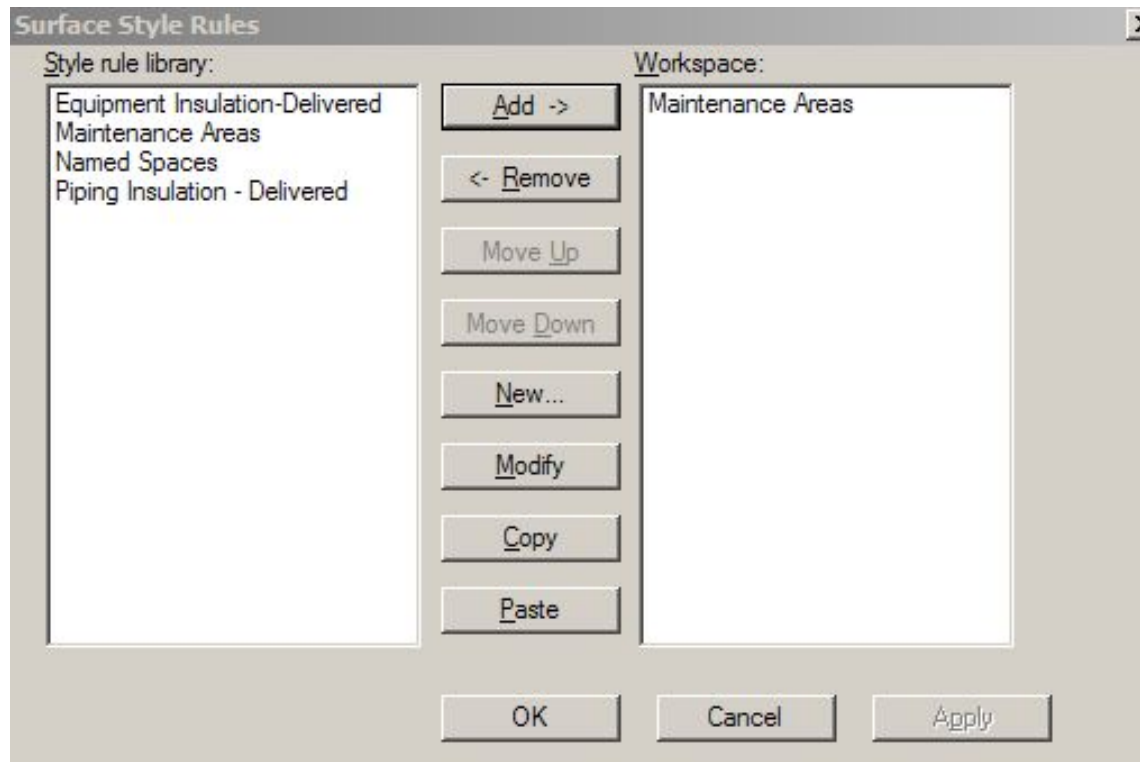 Surface Style Rules
Style rule library:
Workspace:
Equipment Insulation-Delivered
Maintenance Areas
Named Spaces
Piping Insulation - Delivered
Add ->
<- Remove
Move Up
Move Down
New...
Modify
Copy
Paste
Maintenance Areas
OK
Cancel
Apply